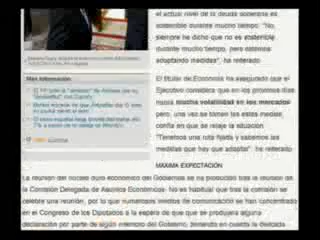 el actual nivel de la deuda soberana es
sostenible durante mucho tiempo. "No,
siempre he dicho que no es sostenible
durante mucho tiempo, pero estamos
adoptando medidas", ha reiterado
El titular de Economía ha asegurado que el
Ejecutivo considera que en los próximos días
habrá mucha volatilidad en los mercados
pero, una vez se tomen estas medidas,
confía en que se relaje la situación.
"Tenemos una ruta fijada y sabemos las
medidas que hay que adoptar", ha reiterado.
Más información
MÁXIMA EXPECTACIÓN
La reunión del núcleo duro económico del Gobierno se ha producido tras la reunión de
la Comisión Delegada de Asuntos Económicos. No es habitual que tras la comisión se
celebre una reunión, por lo que numerosos medios de comunicación se han concentrado
en el Congreso de los Diputados a la espera de que se produjera alguna
declaración por parte de algún miembro del Gobierno, teniendo en cuenta la delicada